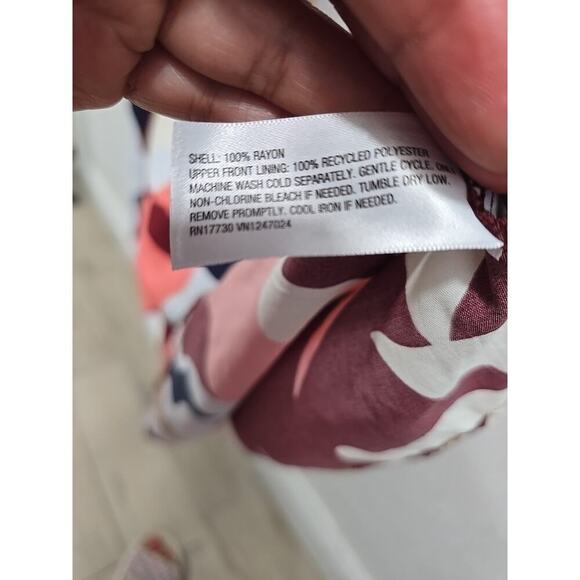 SHELL: 100% RAYON
UPPER FRONT LINING: 100% RECYCLED POLYESTER
MACHINE WASH COLD SEPARATELY. GENTLE CYCLE. ONLY
NON-CHLORINE BLEACH IF NEEDED. TUMBLE DRY LOW.
REMOVE PROMPTLY. COOL IRON IF NEEDED.
RN17730 VN1247024